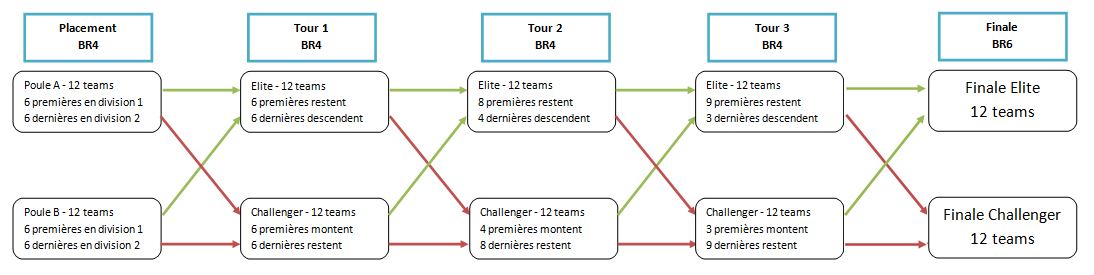 Placement
BR4
Tour 1
BR4
Tour 2
BR4
Tour 3
BR4
Finale
BR6
Poule A - 12 teams
6 premières en division 1
6 dernières en division 2
Elite - 12 teams
6 premières restent
6 dernières descendent
Elite - 12 teams
8 premières restent
4 dernières descendent
Elite - 12 teams
9 premières restent
3 dernières descendent
Finale Elite
12 teams
Poule B - 12 teams
6 premières en division 1
6 dernières en division 2
Challenger - 12 teams
6 premières montent
6 dernières restent
Challenger - 12 teams
4 premières montent
8 dernières restent
Challenger - 12 teams
3 premières montent
9 dernières restent
Finale Challenger
12 teams